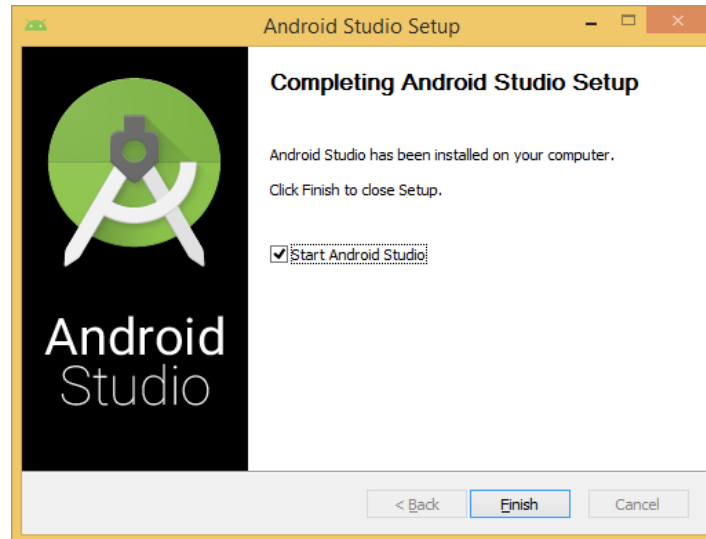 Android Studio Setup
Completing Android Studio Setup
Android Studio has been installed on your computer.
Click Finish to close Setup.
Start Android Studio
Android
Studio
< Back Finish Cancel